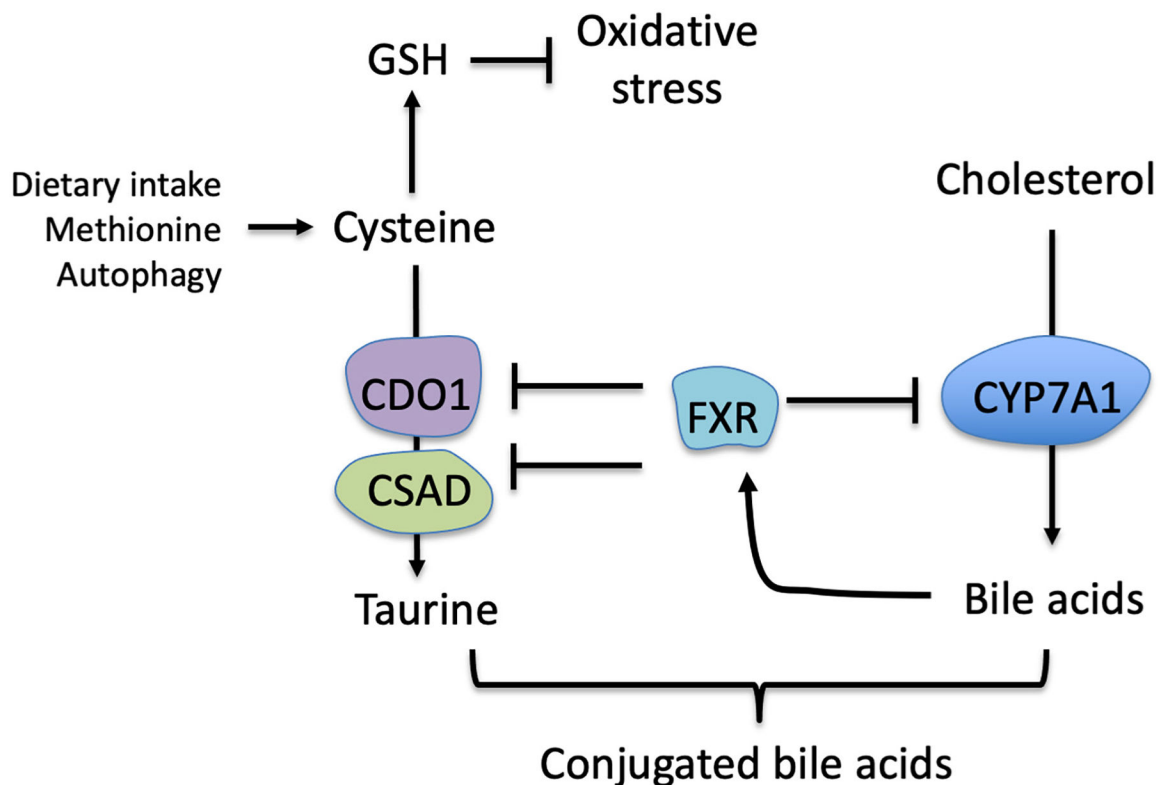 GSH
Oxidative
stress
Dietary intake
Methionine
Autophagy
Cysteine
Cholesterol
CDO1
FXR
CYP7A1
CSAD
Taurine
Bile acids
Conjugated bile acids